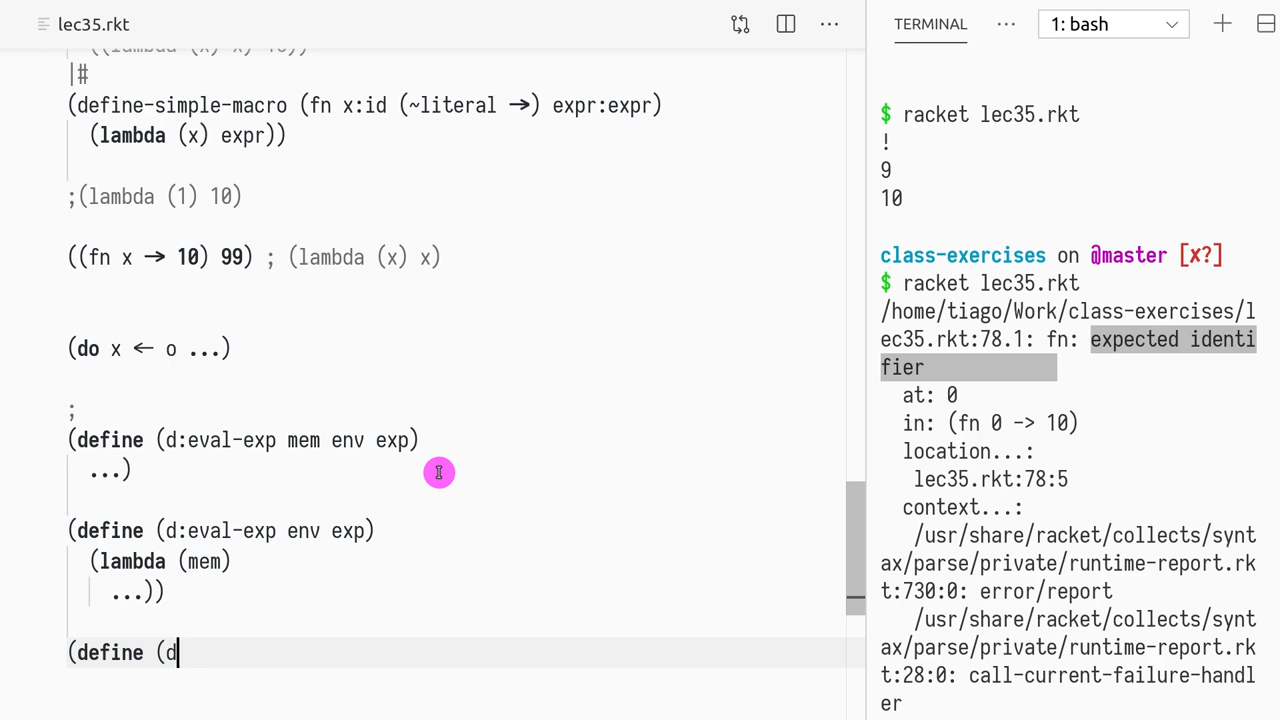 lec35.rkt
((lambda (x) x) 10))
|#
(define-simple-macro (fn x:id (~literal ->) expr:expr)
(lambda (x) expr))
;(lambda (1) 10)
((fn x -> 10) 99) ; (lambda (x) x)
(do x <- o ...)
;
(define (d:eval-exp mem env exp)
...)
(define (d:eval-exp env exp)
(lambda (mem)
...))
(define (d
TERMINAL
1: bash
$ racket lec35.rkt
!
9
10
class-exercises on @master [x?]
$ racket lec35.rkt
/home/tiago/Work/class-exercises/l
ec35.rkt:78.1: fn: expected identi
fier
at: 0
in: (fn 0 -> 10)
location...:
lec35.rkt:78:5
context...:
/usr/share/racket/collects/synt
ax/parse/private/runtime-report.rk
t:730:0: error/report
/usr/share/racket/collects/synt
ax/parse/private/runtime-report.rk
t:28:0: call-current-failure-handl
er